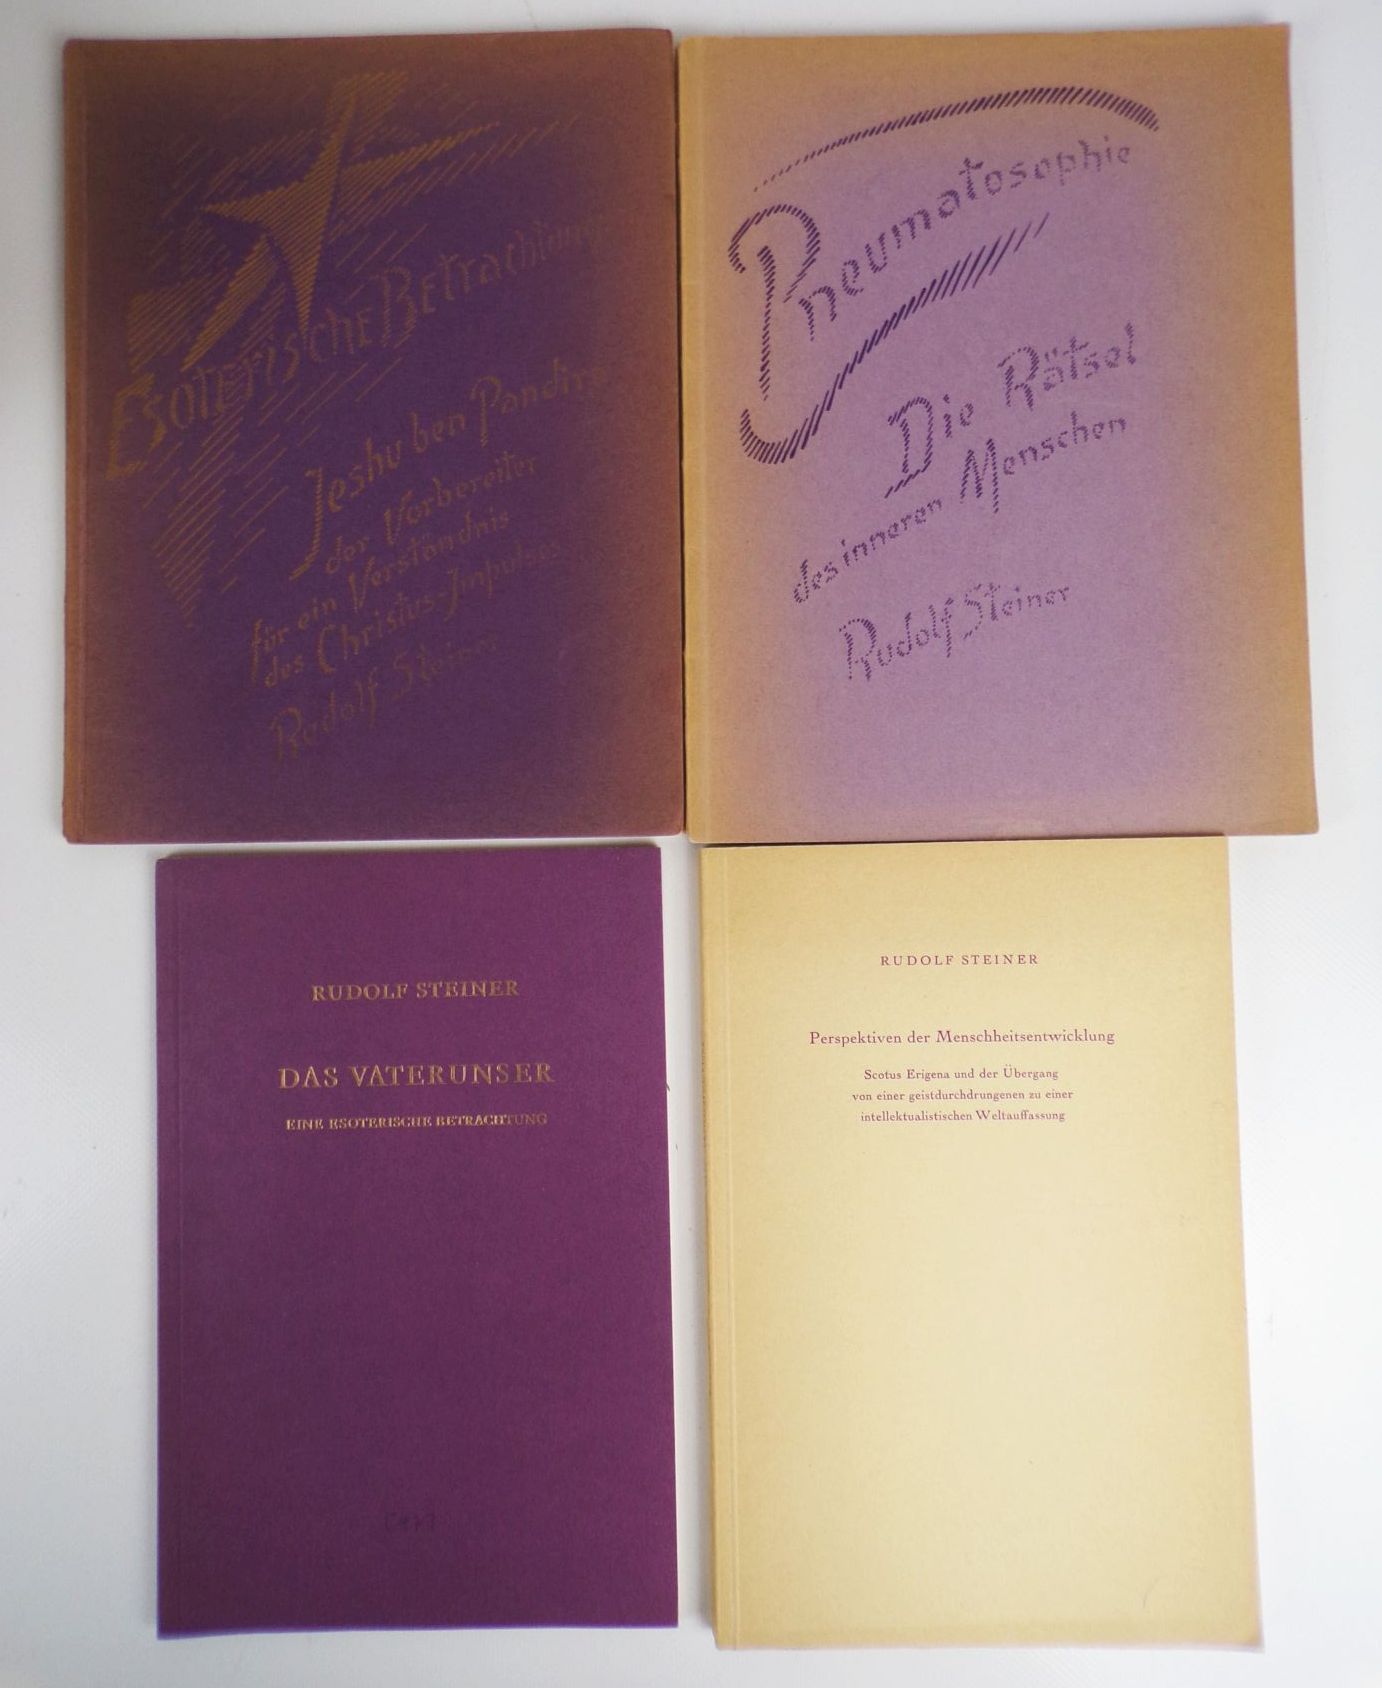 Esoterische Betrachtungen
Jeshu ben Pandira
der Vorbereiter
für ein Verständnis
des Christus-Impulses
Rudolf Steiner
Pneumatosophie
Die Rätsel
des inneren Menschen
Rudolf Steiner
RUDOLF STEINER
DAS VATERUNSER
EINE ESOTERISCHE BETRACHTUNG
RUDOLF STEINER
Perspektiven der Menschheitsentwicklung
Scotus Erigena und der Übergang
von einer geistdurchdrungenen zu einer
intellektualistischen Weltauffassung